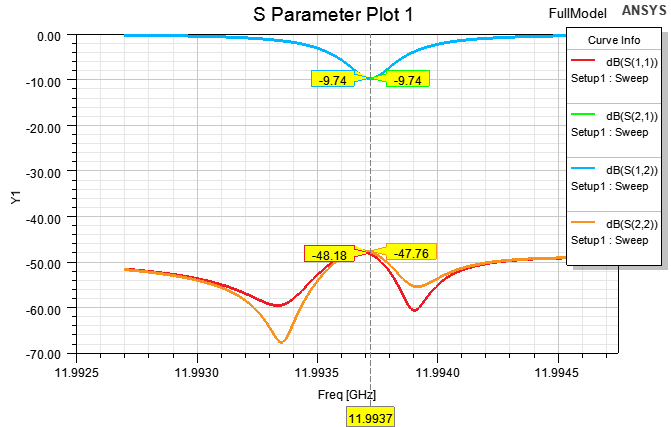 S Parameter Plot 1
FullModel
ANSYS
Curve Info
dB(S(1,1))
Setup1 : Sweep
dB(S(2,1))
Setup1 : Sweep
dB(S(1,2))
Setup1 : Sweep
dB(S(2,2))
Setup1 : Sweep
Y1
0.00
-10.00
-20.00
-30.00
-40.00
-50.00
-60.00
-70.00
-9.74
-9.74
-48.18
-47.76
11.9925
11.9930
11.9935
11.9940
11.9945
Freq [GHz]
11.9937